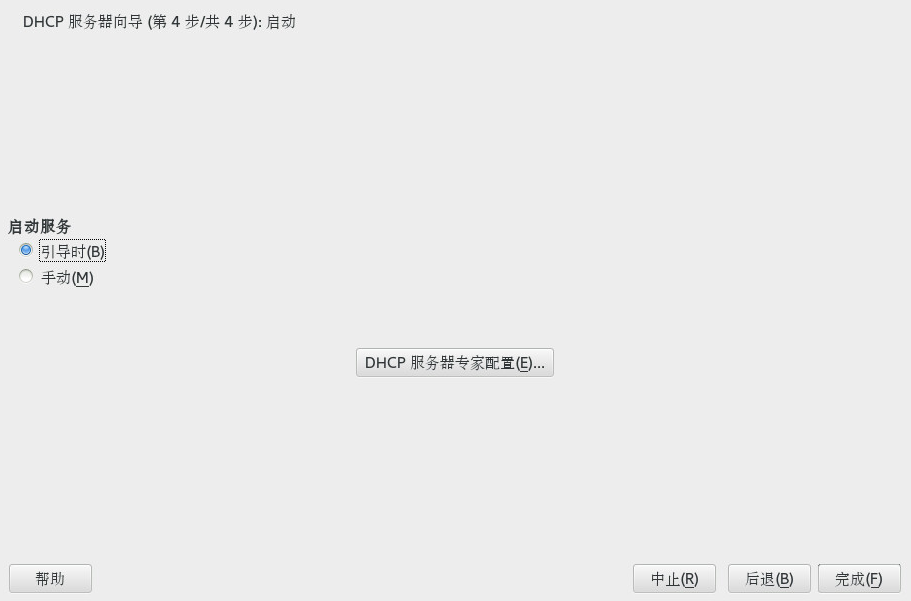 DHCP 服务器向导 (第 4 步/共 4 步): 启动
启动服务
引导时(B)
手动(M)
DHCP 服务器专家配置(E)...
帮助
中止(R)
后退(B)
完成(F)